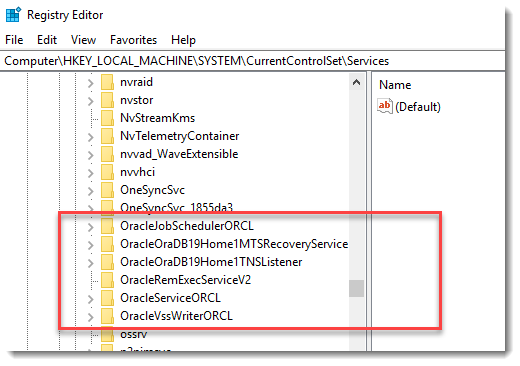 Registry Editor
File Edit View Favorites Help
Computer\HKEY_LOCAL_MACHINE\SYSTEM\CurrentControlSet\Services
nvraid
nvstor
NvStreamKms
NvTelemetryContainer
nvvad_WaveExtensible
nvvhci
OneSyncSvc
OneSyncSvc_1855da3
OracleJobSchedulerORCL
OracleOraDB19Home1MTSRecoveryService
OracleOraDB19Home1TNSListener
OracleRemExecServiceV2
OracleServiceORCL
OracleVssWriterORCL
ossrv
Name
ab (Default)